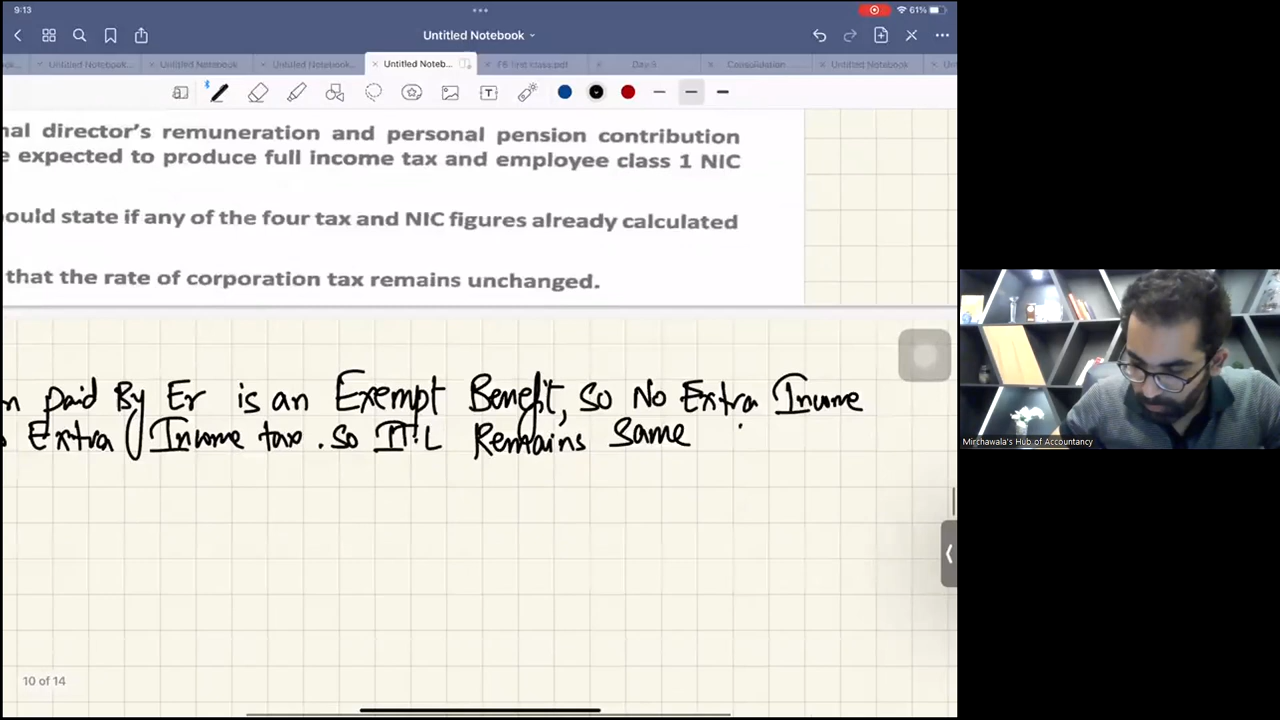 9:13
61%
Untitled Notebook
Untitled Notebook... Untitled Notebook Untitled Notebook... Untitled Noteb... F6 first class.pdf Day 9 Consolidation Untitled Notebook
nal director's remuneration and personal pension contribution
e expected to produce full income tax and employee class 1 NIC
ould state if any of the four tax and NIC figures already calculated
that the rate of corporation tax remains unchanged.
n paid By Er is an Exempt Benefit, So No Extra Income
Extra Income tax . So IT.L Remains Same
10 of 14
Mirchawala's Hub of Accountancy